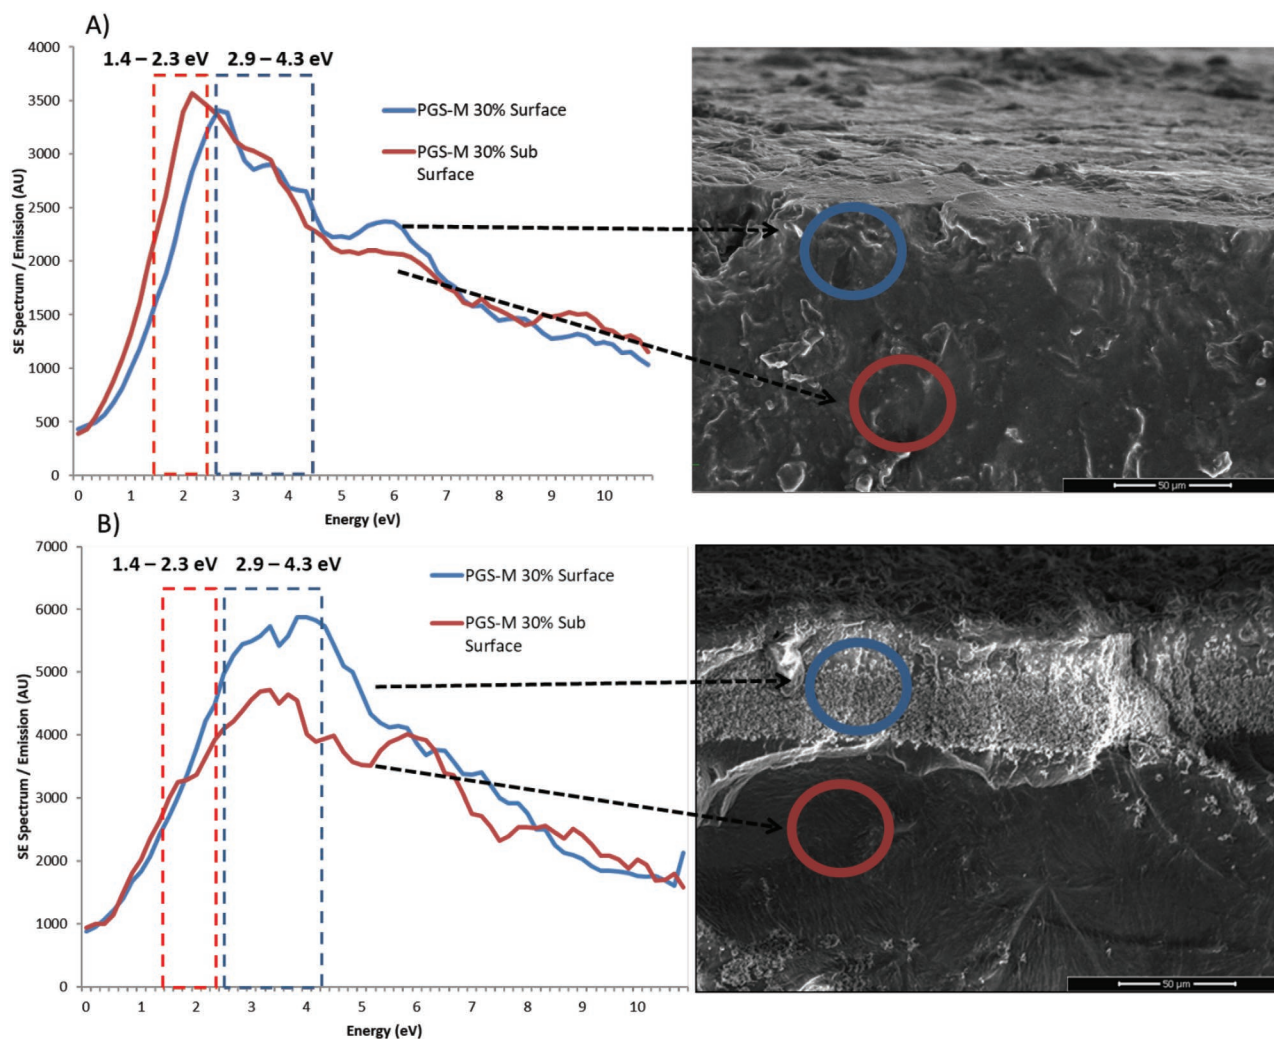 A)
1.4 – 2.3 eV
2.9 – 4.3 eV
4000
3500
3000
2500
2000
1500
1000
500
0
SE Spectrum / Emission (AU)
PGS-M 30% Surface
PGS-M 30% Sub
Surface
0 1 2 3 4 5 6 7 8 9 10
Energy (eV)
50 µm
B)
1.4 – 2.3 eV
2.9 – 4.3 eV
7000
6000
5000
4000
3000
2000
1000
0
SE Spectrum / Emission (AU)
PGS-M 30% Surface
PGS-M 30% Sub
Surface
0 1 2 3 4 5 6 7 8 9 10
Energy (eV)
50 µm